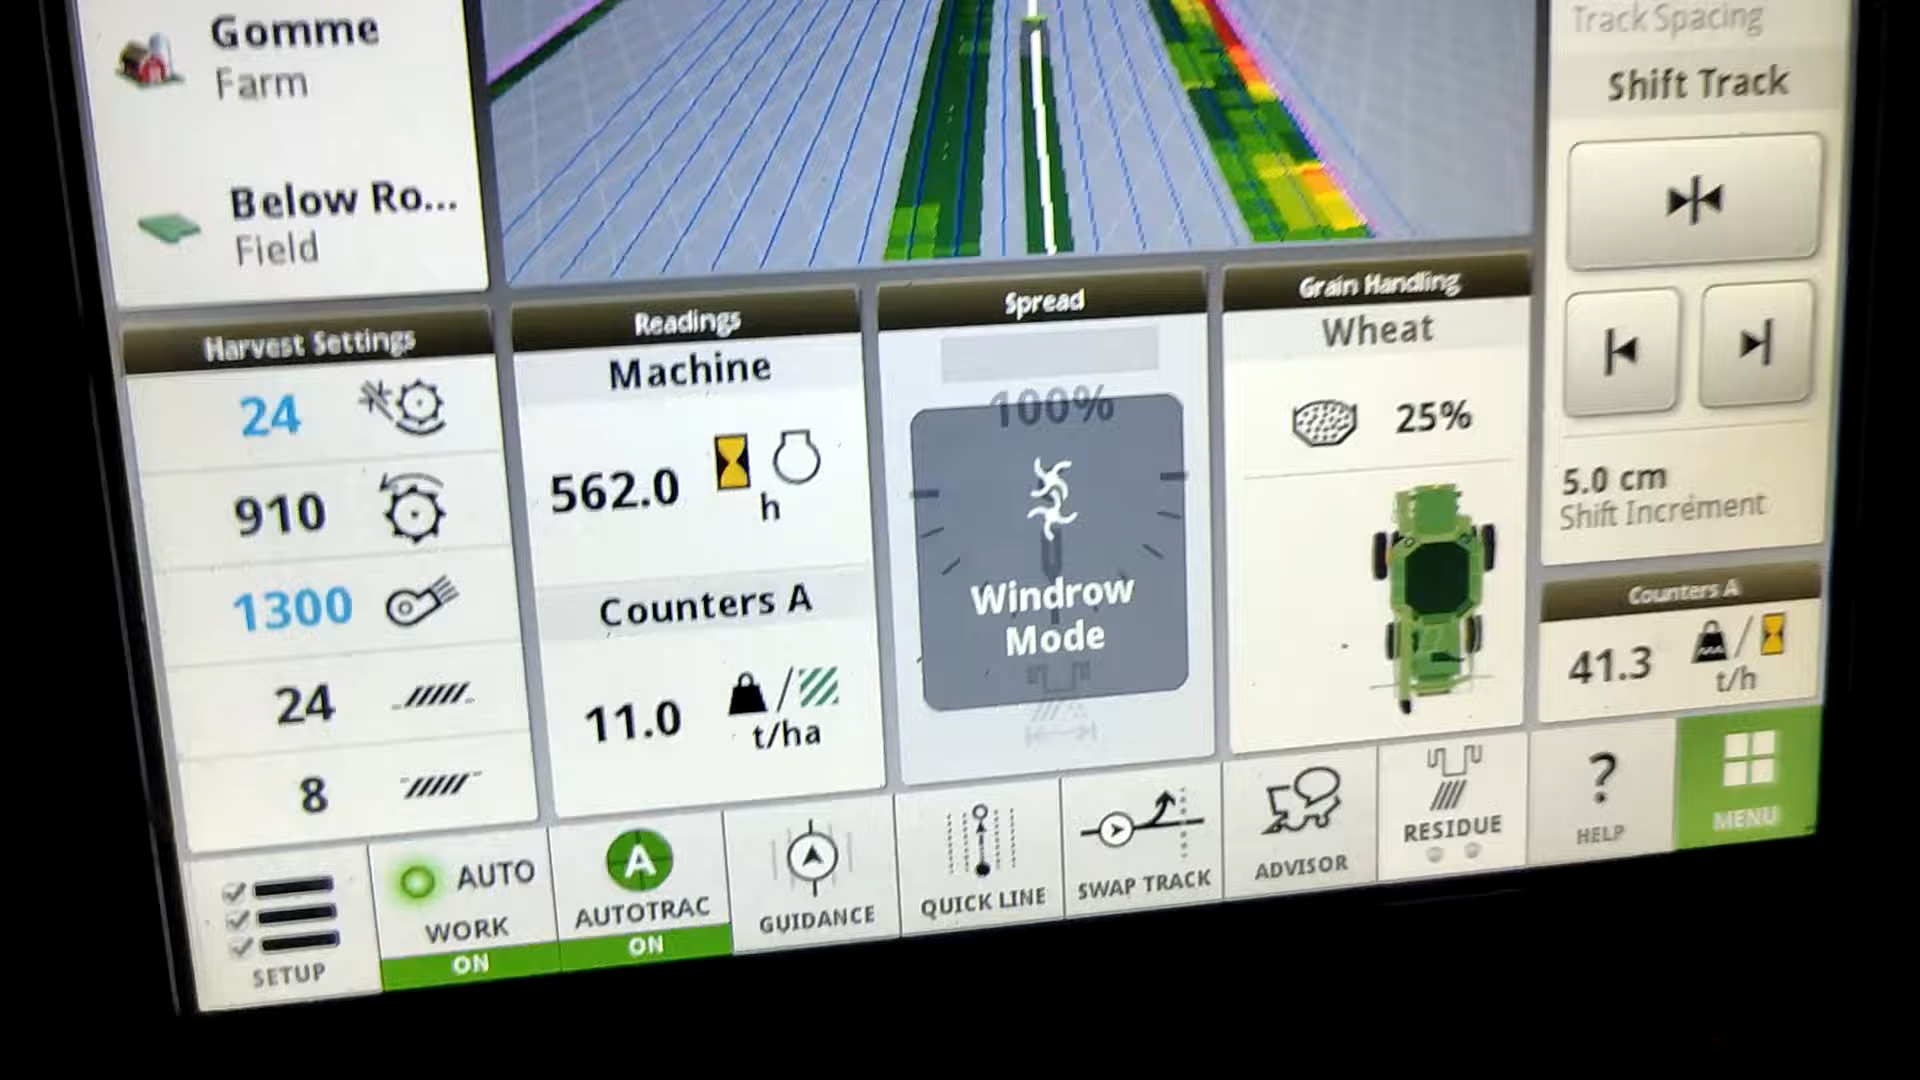 Gomme
Farm
Below Ro...
Field
Track Spacing
Shift Track
5.0 cm
Shift Increment
Harvest Settings
24
910
1300
24
8
Readings
Machine
562.0
h
Counters A
11.0
t/ha
Spread
100%
Windrow
Mode
Grain Handling
Wheat
25%
Counters A
41.3
t/h
SETUP
AUTO
WORK
ON
A
AUTOTRAC
ON
GUIDANCE
QUICK LINE
SWAP TRACK
ADVISOR
RESIDUE
?
HELP
MENU